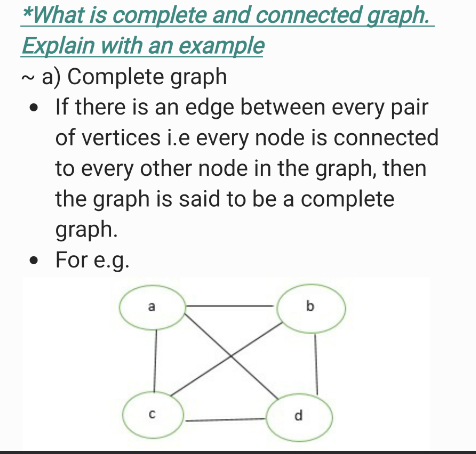 *What is complete and connected graph.
Explain with an example
~ a) Complete graph
• If there is an edge between every pair
of vertices i.e every node is connected
to every other node in the graph, then
the graph is said to be a complete
graph.
• For e.g.
a b
c d